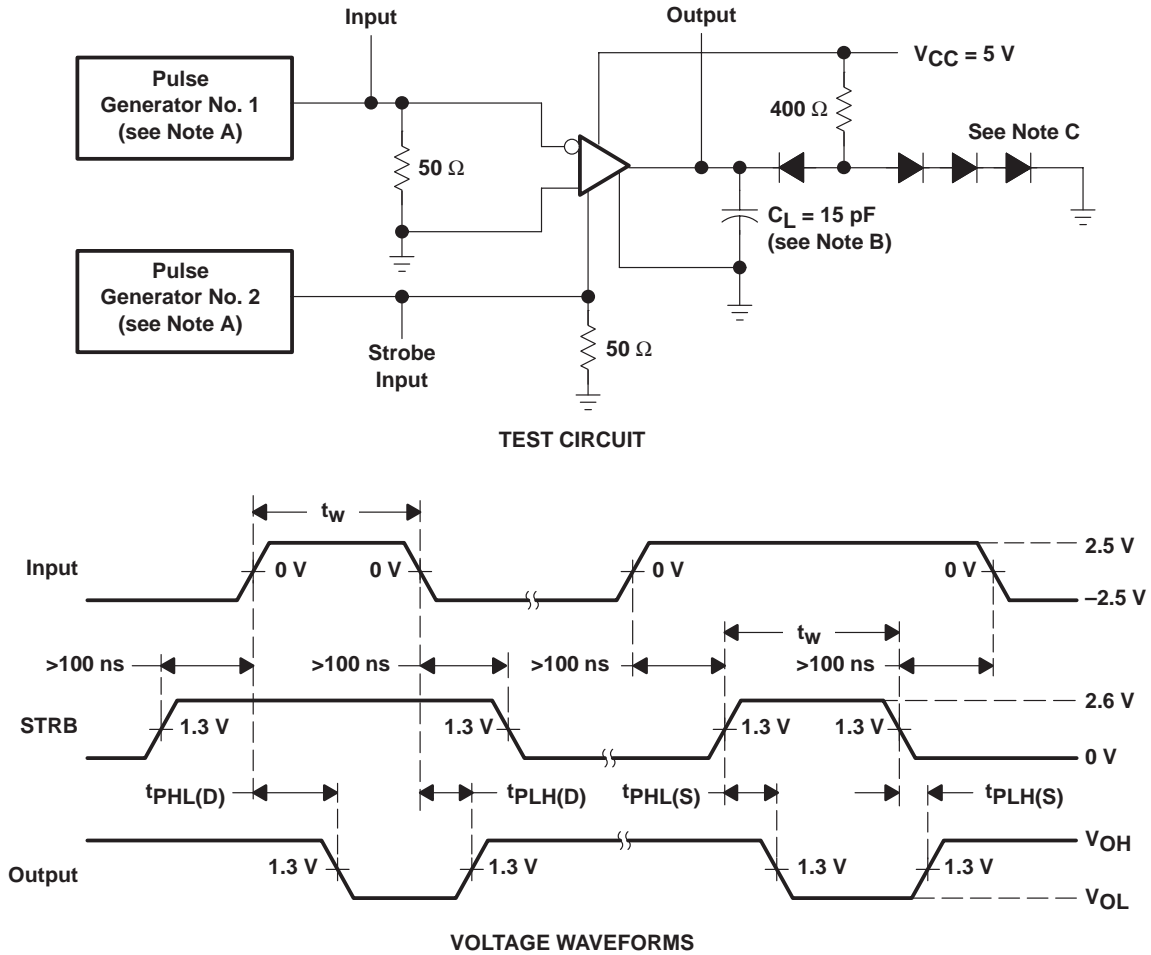 Input
Output
Pulse
Generator No. 1
(see Note A)
VCC = 5 V
400 Ω
See Note C
50 Ω
CL = 15 pF
(see Note B)
Pulse
Generator No. 2
(see Note A)
Strobe
Input
50 Ω
TEST CIRCUIT
tw
Input
0 V
0 V
0 V
0 V
2.5 V
–2.5 V
tw
>100 ns
>100 ns
>100 ns
>100 ns
STRB
1.3 V
1.3 V
1.3 V
1.3 V
2.6 V
0 V
tPHL(D)
tPLH(D)
tPHL(S)
tPLH(S)
Output
1.3 V
1.3 V
1.3 V
1.3 V
VOH
VOL
VOLTAGE WAVEFORMS